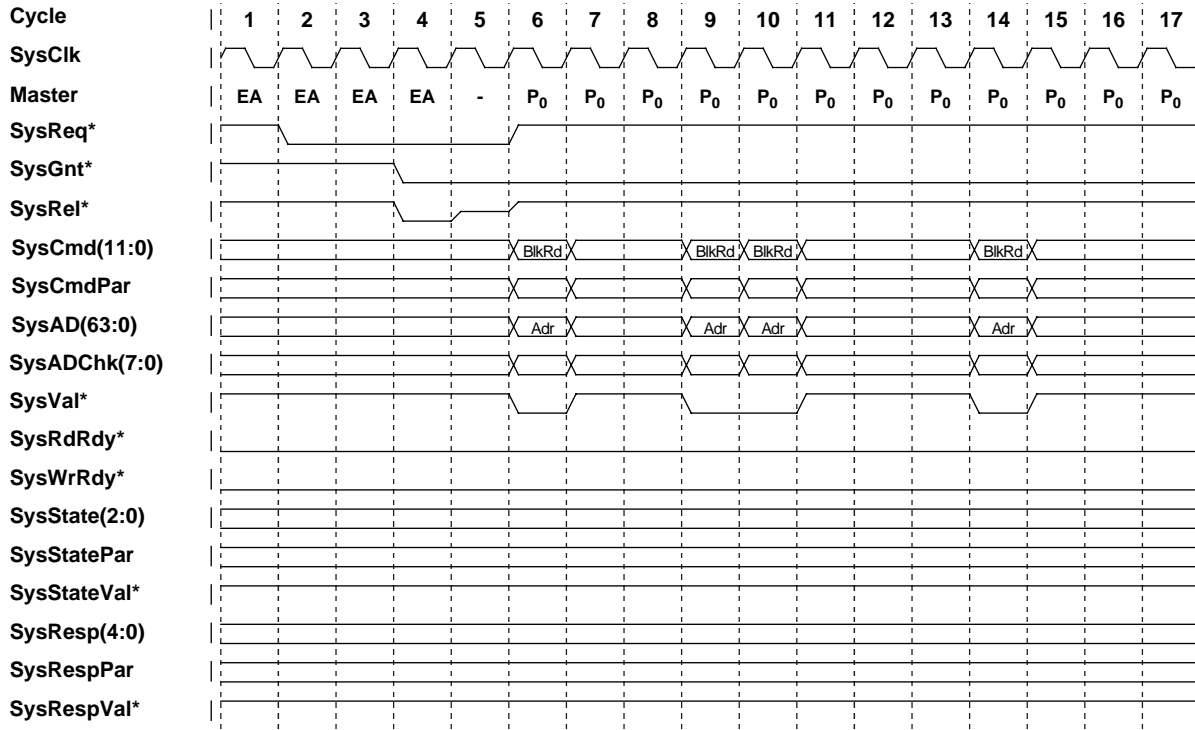 Cycle | 1 2 3 4 5 6 7 8 9 10 11 12 13 14 15 16 17
SysClk |
Master | EA EA EA EA - P0 P0 P0 P0 P0 P0 P0 P0 P0 P0 P0 P0
SysReq* |
SysGnt* |
SysRel* |
SysCmd(11:0) | BlkRd BlkRd BlkRd BlkRd
SysCmdPar |
SysAD(63:0) | Adr Adr Adr Adr
SysADChk(7:0) |
SysVal* |
SysRdRdy* |
SysWrRdy* |
SysState(2:0) |
SysStatePar |
SysStateVal* |
SysResp(4:0) |
SysRespPar |
SysRespVal* |